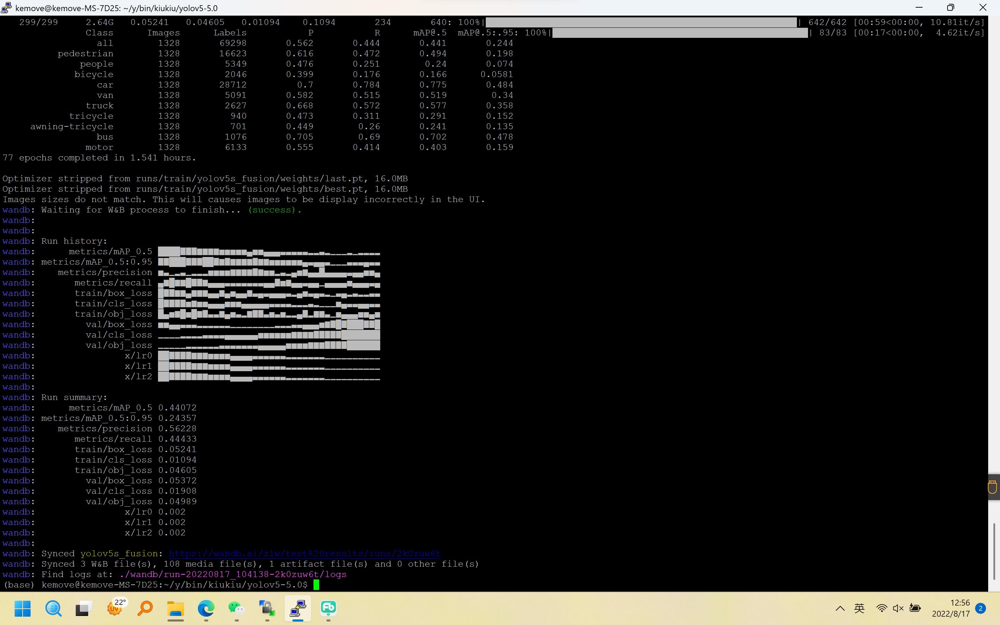 kemove@kemove-MS-7D25: ~/y/bin/kiukiu/yolov5-5.0
299/299 2.64G 0.05241 0.04605 0.01094 0.1094 234 640: 100%| | 642/642 [00:59<00:00, 10.81it/s]
Class Images Labels P R mAP@.5 mAP@.5:.95: 100%| | 83/83 [00:17<00:00, 4.62it/s]
all 1328 69298 0.562 0.444 0.441 0.244
pedestrian 1328 16623 0.616 0.472 0.494 0.198
people 1328 5349 0.476 0.251 0.24 0.074
bicycle 1328 2046 0.399 0.176 0.166 0.0581
car 1328 28712 0.7 0.784 0.775 0.484
van 1328 5091 0.582 0.515 0.519 0.34
truck 1328 2627 0.668 0.572 0.577 0.358
tricycle 1328 940 0.473 0.311 0.291 0.152
awning-tricycle 1328 701 0.449 0.26 0.241 0.135
bus 1328 1076 0.705 0.69 0.702 0.478
motor 1328 6133 0.555 0.414 0.403 0.159
77 epochs completed in 1.541 hours.
Optimizer stripped from runs/train/yolov5s_fusion/weights/last.pt, 16.0MB
Optimizer stripped from runs/train/yolov5s_fusion/weights/best.pt, 16.0MB
Images sizes do not match. This will causes images to be display incorrectly in the UI.
wandb: Waiting for W&B process to finish... (success).
wandb:
wandb:
wandb: Run history:
wandb: metrics/mAP_0.5
wandb: metrics/mAP_0.5:0.95
wandb: metrics/precision
wandb: metrics/recall
wandb: train/box_loss
wandb: train/cls_loss
wandb: train/obj_loss
wandb: val/box_loss
wandb: val/cls_loss
wandb: val/obj_loss
wandb: x/lr0
wandb: x/lr1
wandb: x/lr2
wandb:
wandb: Run summary:
wandb: metrics/mAP_0.5 0.44072
wandb: metrics/mAP_0.5:0.95 0.24357
wandb: metrics/precision 0.56228
wandb: metrics/recall 0.44433
wandb: train/box_loss 0.05241
wandb: train/cls_loss 0.01094
wandb: train/obj_loss 0.04605
wandb: val/box_loss 0.05372
wandb: val/cls_loss 0.01908
wandb: val/obj_loss 0.04989
wandb: x/lr0 0.002
wandb: x/lr1 0.002
wandb: x/lr2 0.002
wandb:
wandb: Synced yolov5s_fusion: https://wandb.ai/zlw/test%20results/runs/2k0zuw6t
wandb: Synced 3 W&B file(s), 108 media file(s), 1 artifact file(s) and 0 other file(s)
wandb: Find logs at: ./wandb/run-20220817_104138-2k0zuw6t/logs
(base) kemove@kemove-MS-7D25:~/y/bin/kiukiu/yolov5-5.0$
UV 22° Fb 英 12:56 2
2022/8/17